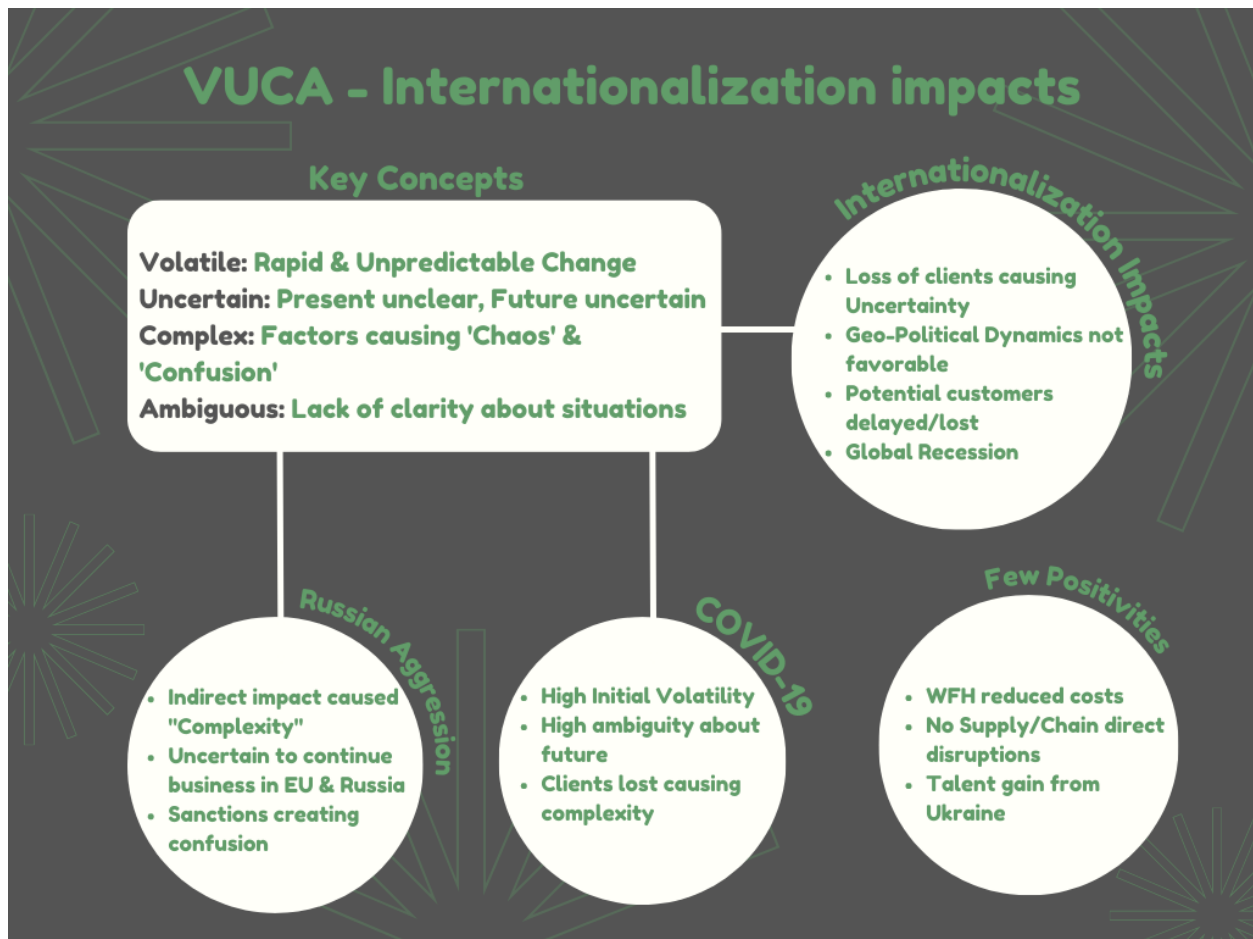 VUCA - Internationalization impacts
Key Concepts
Volatile: Rapid & Unpredictable Change
Uncertain: Present unclear, Future uncertain
Complex: Factors causing 'Chaos' &
'Confusion'
Ambiguous: Lack of clarity about situations
Internationalization Impacts
• Loss of clients causing
Uncertainty
• Geo-Political Dynamics not
favorable
• Potential customers
delayed/lost
• Global Recession
Russian Aggression
• Indirect impact caused
"Complexity"
• Uncertain to continue
business in EU & Russia
• Sanctions creating
confusion
COVID-19
• High Initial Volatility
• High ambiguity about
future
• Clients lost causing
complexity
Few Positivities
• WFH reduced costs
• No Supply/Chain direct
disruptions
• Talent gain from
Ukraine